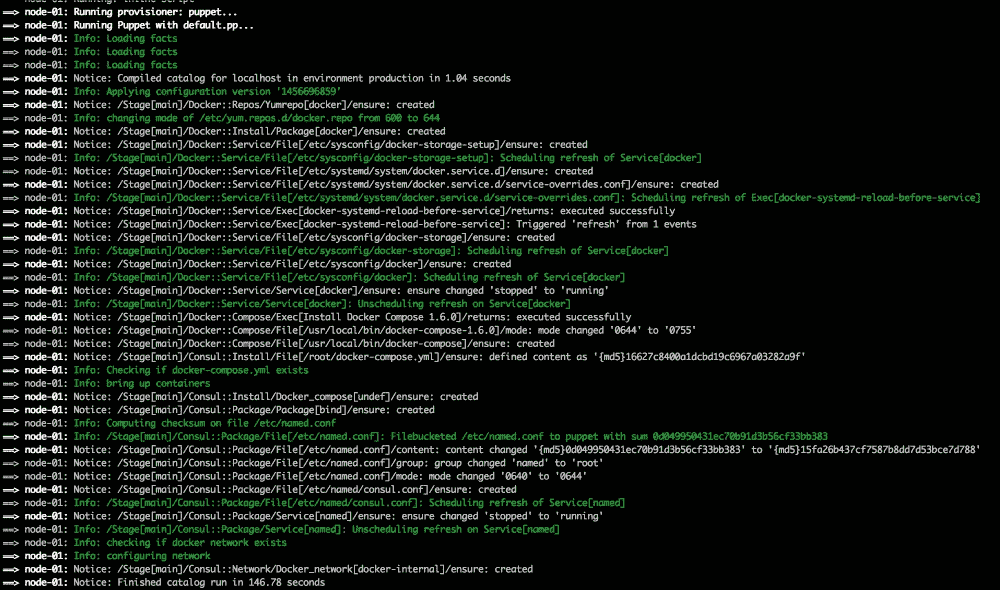 ==> node-01: Running provisioner: puppet...
==> node-01: Running Puppet with default.pp...
==> node-01: Info: Loading facts
==> node-01: Info: Loading facts
==> node-01: Info: Loading facts
==> node-01: Notice: Compiled catalog for localhost in environment production in 1.04 seconds
==> node-01: Info: Applying configuration version '1456696859'
==> node-01: Notice: /Stage[main]/Docker::Repos/Yumrepo[docker]/ensure: created
==> node-01: Info: changing mode of /etc/yum.repos.d/docker.repo from 600 to 644
==> node-01: Notice: /Stage[main]/Docker::Install/Package[docker]/ensure: created
==> node-01: Notice: /Stage[main]/Docker::Service/File[/etc/sysconfig/docker-storage-setup]/ensure: created
==> node-01: Info: /Stage[main]/Docker::Service/File[/etc/sysconfig/docker-storage-setup]: Scheduling refresh of Service[docker]
==> node-01: Notice: /Stage[main]/Docker::Service/File[/etc/systemd/system/docker.service.d]/ensure: created
==> node-01: Notice: /Stage[main]/Docker::Service/File[/etc/systemd/system/docker.service.d/service-overrides.conf]/ensure: created
==> node-01: Info: /Stage[main]/Docker::Service/File[/etc/systemd/system/docker.service.d/service-overrides.conf]: Scheduling refresh of Exec[docker-systemd-reload-before-service]
==> node-01: Notice: /Stage[main]/Docker::Service/Exec[docker-systemd-reload-before-service]/returns: executed successfully
==> node-01: Notice: /Stage[main]/Docker::Service/Exec[docker-systemd-reload-before-service]: Triggered 'refresh' from 1 events
==> node-01: Notice: /Stage[main]/Docker::Service/File[/etc/sysconfig/docker-storage]/ensure: created
==> node-01: Info: /Stage[main]/Docker::Service/File[/etc/sysconfig/docker-storage]: Scheduling refresh of Service[docker]
==> node-01: Notice: /Stage[main]/Docker::Service/File[/etc/sysconfig/docker]/ensure: created
==> node-01: Info: /Stage[main]/Docker::Service/File[/etc/sysconfig/docker]: Scheduling refresh of Service[docker]
==> node-01: Notice: /Stage[main]/Docker::Service/Service[docker]/ensure: ensure changed 'stopped' to 'running'
==> node-01: Info: /Stage[main]/Docker::Service/Service[docker]: Unscheduling refresh on Service[docker]
==> node-01: Notice: /Stage[main]/Docker::Compose/Exec[Install Docker Compose 1.6.0]/returns: executed successfully
==> node-01: Notice: /Stage[main]/Docker::Compose/File[/usr/local/bin/docker-compose-1.6.0]/mode: mode changed '0644' to '0755'
==> node-01: Notice: /Stage[main]/Docker::Compose/File[/usr/local/bin/docker-compose]/ensure: created
==> node-01: Notice: /Stage[main]/Consul::Install/File[/root/docker-compose.yml]/ensure: defined content as '{md5}16627c8400a1dcbd19c6967a03282a9f'
==> node-01: Info: Checking if docker-compose.yml exists
==> node-01: Info: bring up containers
==> node-01: Notice: /Stage[main]/Consul::Install/Docker_compose[undef]/ensure: created
==> node-01: Notice: /Stage[main]/Consul::Package/Package[bind]/ensure: created
==> node-01: Info: Computing checksum on file /etc/named.conf
==> node-01: Info: /Stage[main]/Consul::Package/File[/etc/named.conf]: Filebucketed /etc/named.conf to puppet with sum 0d049950431ec70b91d3b56cf33bb383
==> node-01: Notice: /Stage[main]/Consul::Package/File[/etc/named.conf]/content: content changed '{md5}0d049950431ec70b91d3b56cf33bb383' to '{md5}15fa26b437cf7587b8dd7d53bce7d788'
==> node-01: Notice: /Stage[main]/Consul::Package/File[/etc/named.conf]/group: group changed 'named' to 'root'
==> node-01: Notice: /Stage[main]/Consul::Package/File[/etc/named.conf]/mode: mode changed '0640' to '0644'
==> node-01: Notice: /Stage[main]/Consul::Package/File[/etc/named/consul.conf]/ensure: created
==> node-01: Info: /Stage[main]/Consul::Package/File[/etc/named/consul.conf]: Scheduling refresh of Service[named]
==> node-01: Notice: /Stage[main]/Consul::Package/Service[named]/ensure: ensure changed 'stopped' to 'running'
==> node-01: Info: /Stage[main]/Consul::Package/Service[named]: Unscheduling refresh on Service[named]
==> node-01: Info: checking if docker network exists
==> node-01: Info: configuring network
==> node-01: Notice: /Stage[main]/Consul::Network/Docker_network[docker-internal]/ensure: created
==> node-01: Notice: Finished catalog run in 146.78 seconds